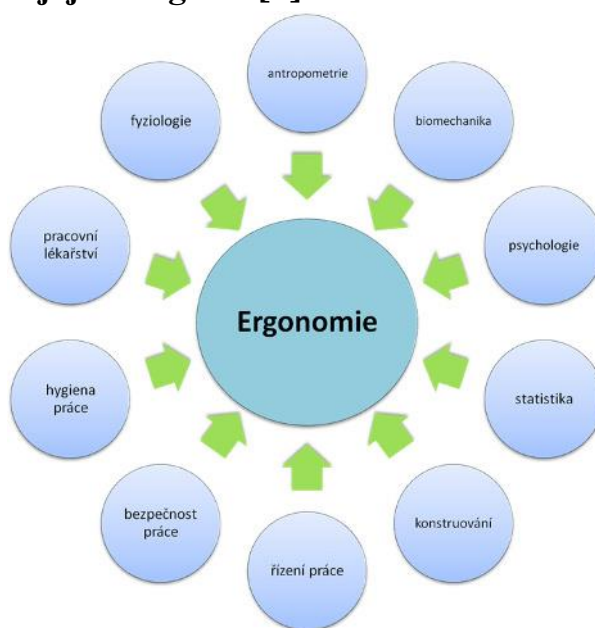 antropometrie
fyziologie
biomechanika
pracovní
lékařství
psychologie
Ergonomie
hygiena
práce
statistika
bezpečnost
práce
konstruování
řízení práce